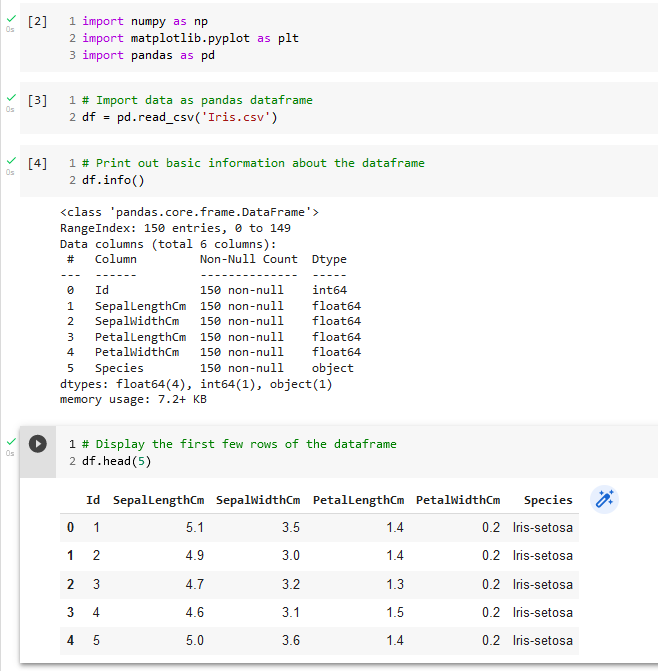 [2] 1 import numpy as np
0s 2 import matplotlib.pyplot as plt
3 import pandas as pd
[3] 1 # Import data as pandas dataframe
0s 2 df = pd.read_csv('Iris.csv')
[4] 1 # Print out basic information about the dataframe
0s 2 df.info()
<class 'pandas.core.frame.DataFrame'>
RangeIndex: 150 entries, 0 to 149
Data columns (total 6 columns):
#   Column         Non-Null Count  Dtype
---  ------         --------------  -----
0   Id             150 non-null    int64
1   SepalLengthCm  150 non-null    float64
2   SepalWidthCm   150 non-null    float64
3   PetalLengthCm  150 non-null    float64
4   PetalWidthCm   150 non-null    float64
5   Species        150 non-null    object
dtypes: float64(4), int64(1), object(1)
memory usage: 7.2+ KB
1 # Display the first few rows of the dataframe
0s 2 df.head(5)
Id SepalLengthCm SepalWidthCm PetalLengthCm PetalWidthCm Species
0 1 5.1 3.5 1.4 0.2 Iris-setosa
1 2 4.9 3.0 1.4 0.2 Iris-setosa
2 3 4.7 3.2 1.3 0.2 Iris-setosa
3 4 4.6 3.1 1.5 0.2 Iris-setosa
4 5 5.0 3.6 1.4 0.2 Iris-setosa